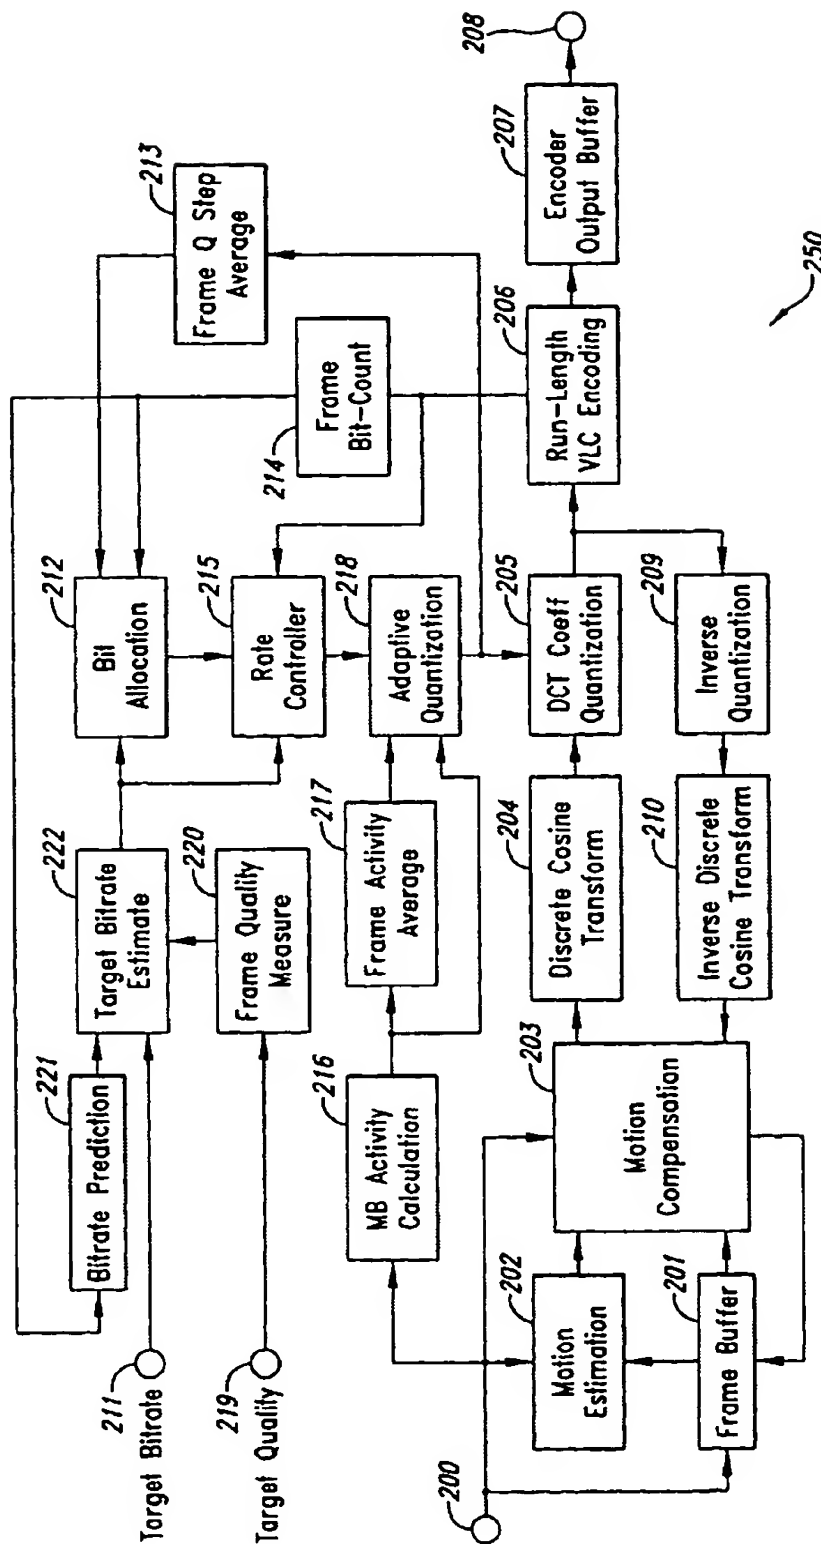 Target Bitrate
211
Target Quality
219
221
Bitrate Prediction
222
Target Bitrate
Estimate
220
Frame Quality
Measure
212
Bit
Allocation
215
Rate
Controller
213
Frame Q Step
Average
214
Frame
Bit-Count
218
Adaptive
Quantization
217
Frame Activity
Average
216
MB Activity
Calculation
200
202
Motion
Estimation
201
Frame Buffer
203
Motion
Compensation
204
Discrete Cosine
Transform
205
DCT Coeff
Quantization
206
Run-Length
VLC Encoding
207
Encoder
Output Buffer
208
210
Inverse Discrete
Cosine Transform
209
Inverse
Quantization
250